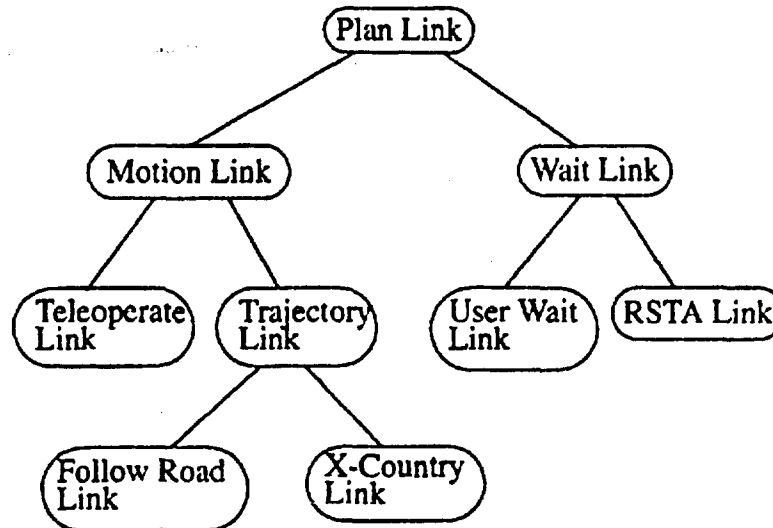 Plan Link
Motion Link
Wait Link
Teleoperate
Link
Trajectory
Link
User Wait
Link
RSTA Link
Follow Road
Link
X-Country
Link